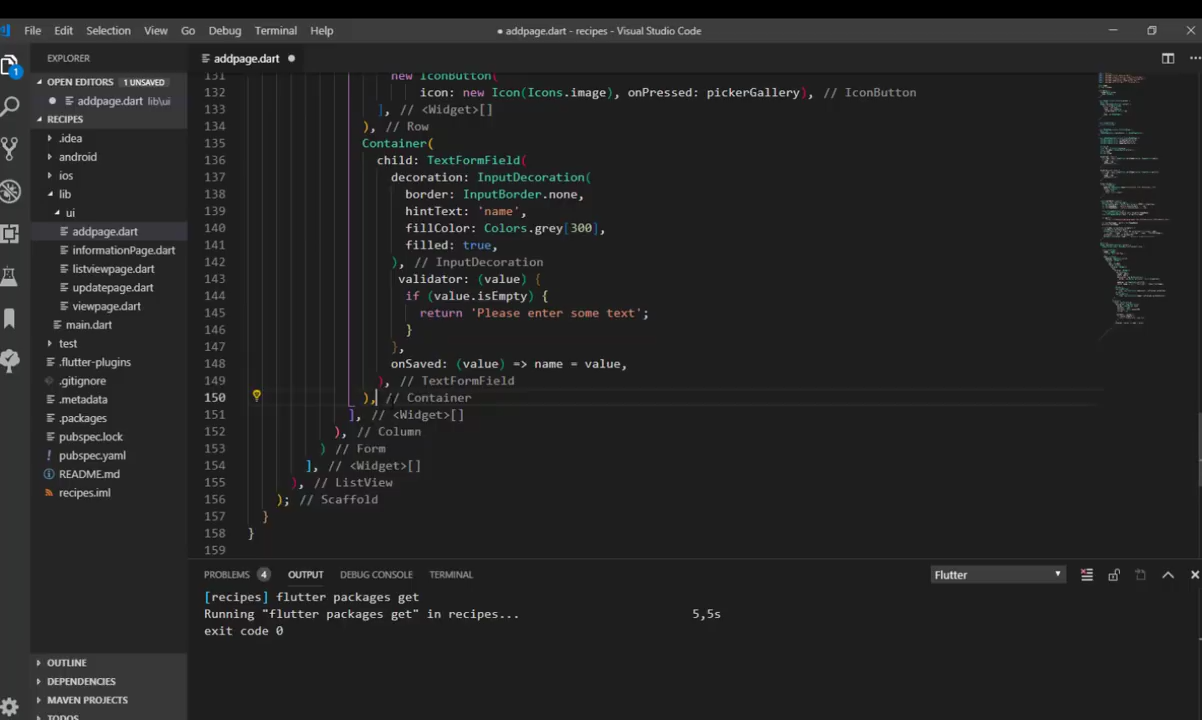 File Edit Selection View Go Debug Terminal Help
● addpage.dart - recipes - Visual Studio Code
EXPLORER
addpage.dart ●
OPEN EDITORS 1 UNSAVED
● addpage.dart lib\ui
RECIPES
.idea
android
ios
lib
ui
addpage.dart
informationPage.dart
listviewpage.dart
updatepage.dart
viewpage.dart
main.dart
test
.flutter-plugins
.gitignore
.metadata
.packages
pubspec.lock
pubspec.yaml
README.md
recipes.iml
OUTLINE
DEPENDENCIES
MAVEN PROJECTS
TODOS
1
131 new IconButton(
132 icon: new Icon(Icons.image), onPressed: pickerGallery), // IconButton
133 ], // <Widget>[]
134 ), // Row
135 Container(
136 child: TextFormField(
137 decoration: InputDecoration(
138 border: InputBorder.none,
139 hintText: 'name',
140 fillColor: Colors.grey[300],
141 filled: true,
142 ), // InputDecoration
143 validator: (value) {
144 if (value.isEmpty) {
145 return 'Please enter some text';
146 }
147 },
148 onSaved: (value) => name = value,
149 ), // TextFormField
150 ), // Container
151 ], // <Widget>[]
152 ), // Column
153 ) // Form
154 ], // <Widget>[]
155 ), // ListView
156 ); // Scaffold
157 }
158 }
159
PROBLEMS 4 OUTPUT DEBUG CONSOLE TERMINAL Flutter
[recipes] flutter packages get
Running "flutter packages get" in recipes... 5,5s
exit code 0